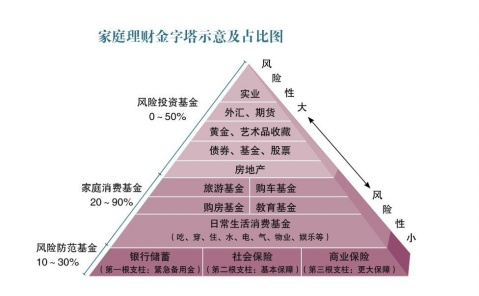 家庭理财金字塔示意及占比图
风险性大
风险性小
风险投资基金
0～50%
家庭消费基金
20～90%
风险防范基金
10～30%
实业
外汇、期货
黄金、艺术品收藏
债券、基金、股票
房地产
旅游基金 购车基金
购房基金 教育基金
日常生活消费基金
（吃、穿、住、水、电、气、物业、娱乐等）
银行储蓄 社会保险 商业保险
（第一根支柱：紧急备用金） （第二根支柱：基本保障） （第三根支柱：更大保障）